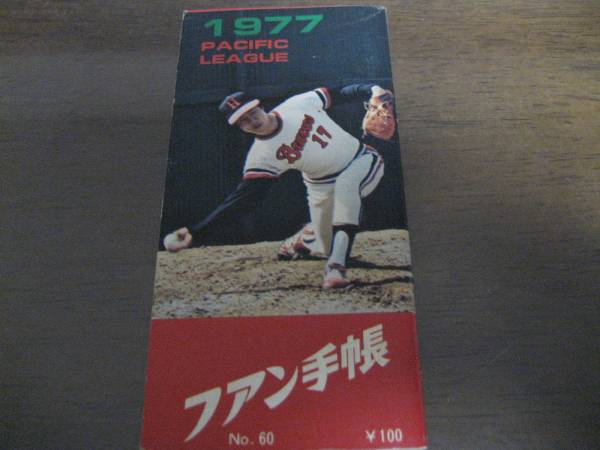 1977
PACIFIC
LEAGUE
H
Braves
17
ファン手帳
No. 60 ￥100